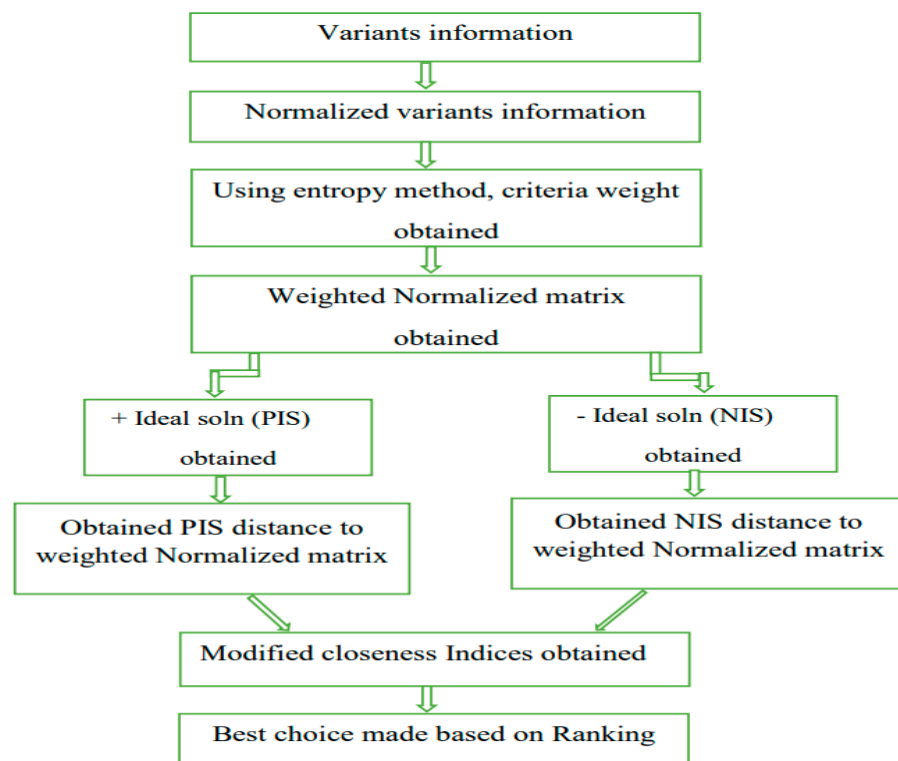 Variants information
Normalized variants information
Using entropy method, criteria weight
obtained
Weighted Normalized matrix
obtained
+ Ideal soln (PIS)
obtained
- Ideal soln (NIS)
obtained
Obtained PIS distance to
weighted Normalized matrix
Obtained NIS distance to
weighted Normalized matrix
Modified closeness Indices obtained
Best choice made based on Ranking